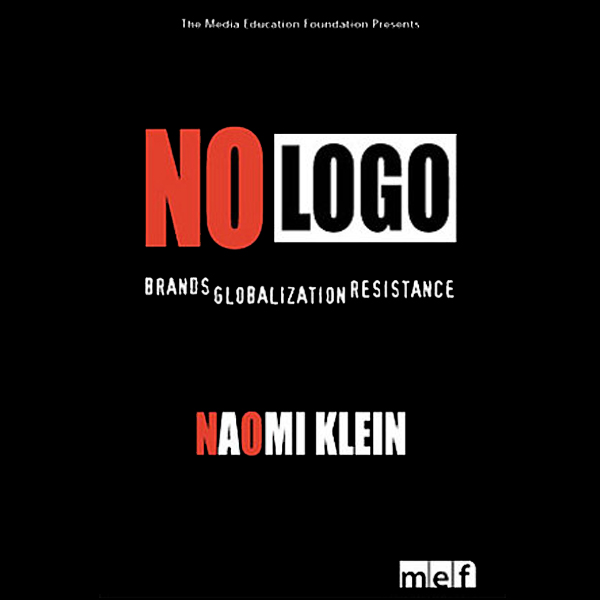 The Media Education Foundation Presents
NO LOGO
BRANDS GLOBALIZATION RESISTANCE
NAOMI KLEIN
mef